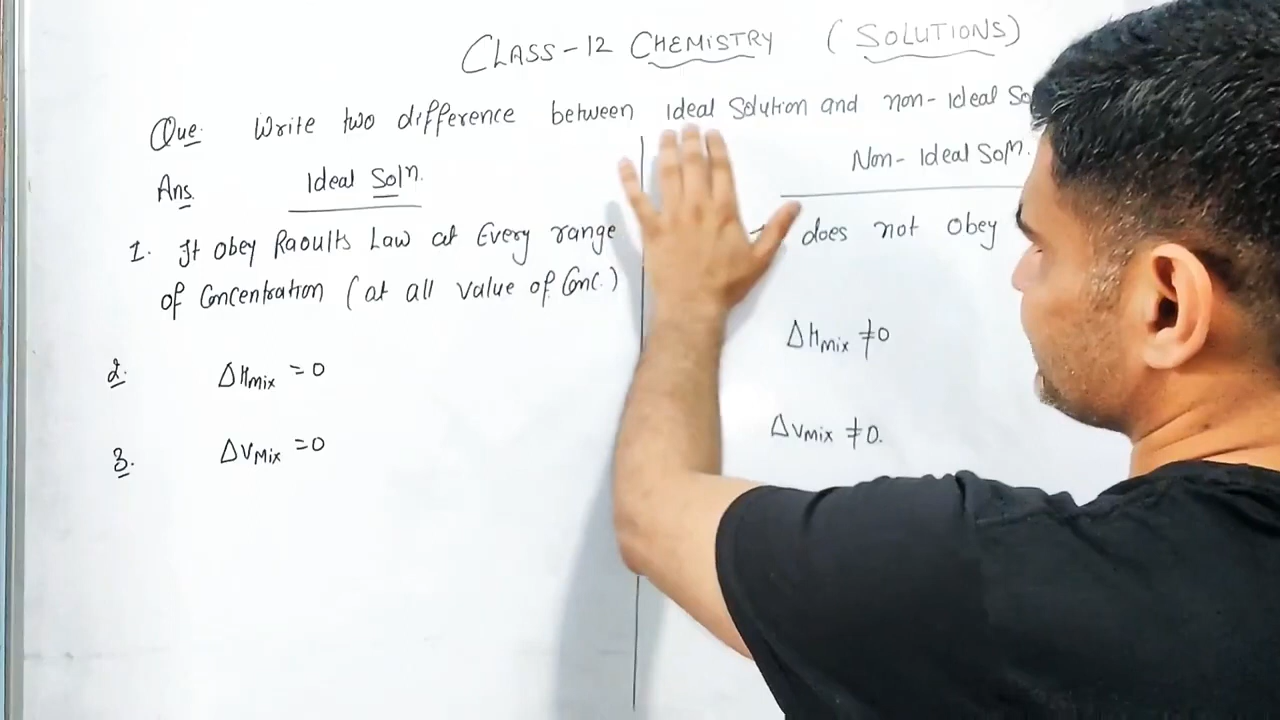 CLASS-12 CHEMISTRY (SOLUTIONS)
Que. Write two difference between ideal Solution and non-Ideal
Ans. Ideal Solⁿ.
Non-Ideal Solⁿ.
1. It obey Raoults Law at Every range
of Concentration (at all value of Conc.)
does not obey
2. ΔHmix = 0
ΔHmix ≠ 0
3. ΔVMix = 0
ΔVmix ≠ 0.